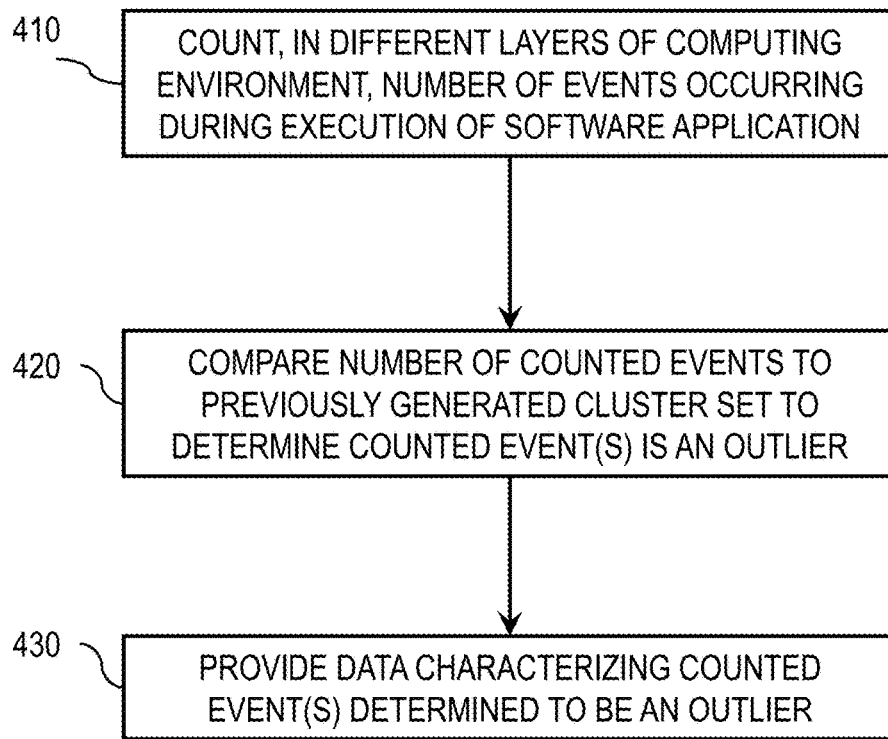 410
COUNT, IN DIFFERENT LAYERS OF COMPUTING
ENVIRONMENT, NUMBER OF EVENTS OCCURRING
DURING EXECUTION OF SOFTWARE APPLICATION
420
COMPARE NUMBER OF COUNTED EVENTS TO
PREVIOUSLY GENERATED CLUSTER SET TO
DETERMINE COUNTED EVENT(S) IS AN OUTLIER
430
PROVIDE DATA CHARACTERIZING COUNTED
EVENT(S) DETERMINED TO BE AN OUTLIER